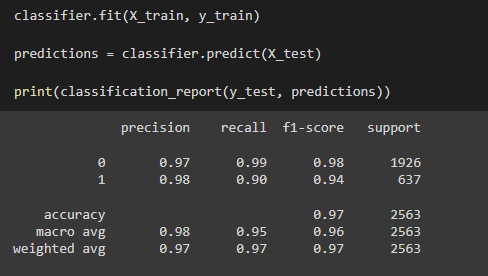 classifier.fit(X_train, y_train)
predictions = classifier.predict(X_test)
print(classification_report(y_test, predictions))
precision recall f1-score support
0 0.97 0.99 0.98 1926
1 0.98 0.90 0.94 637
accuracy 0.97 2563
macro avg 0.98 0.95 0.96 2563
weighted avg 0.97 0.97 0.97 2563